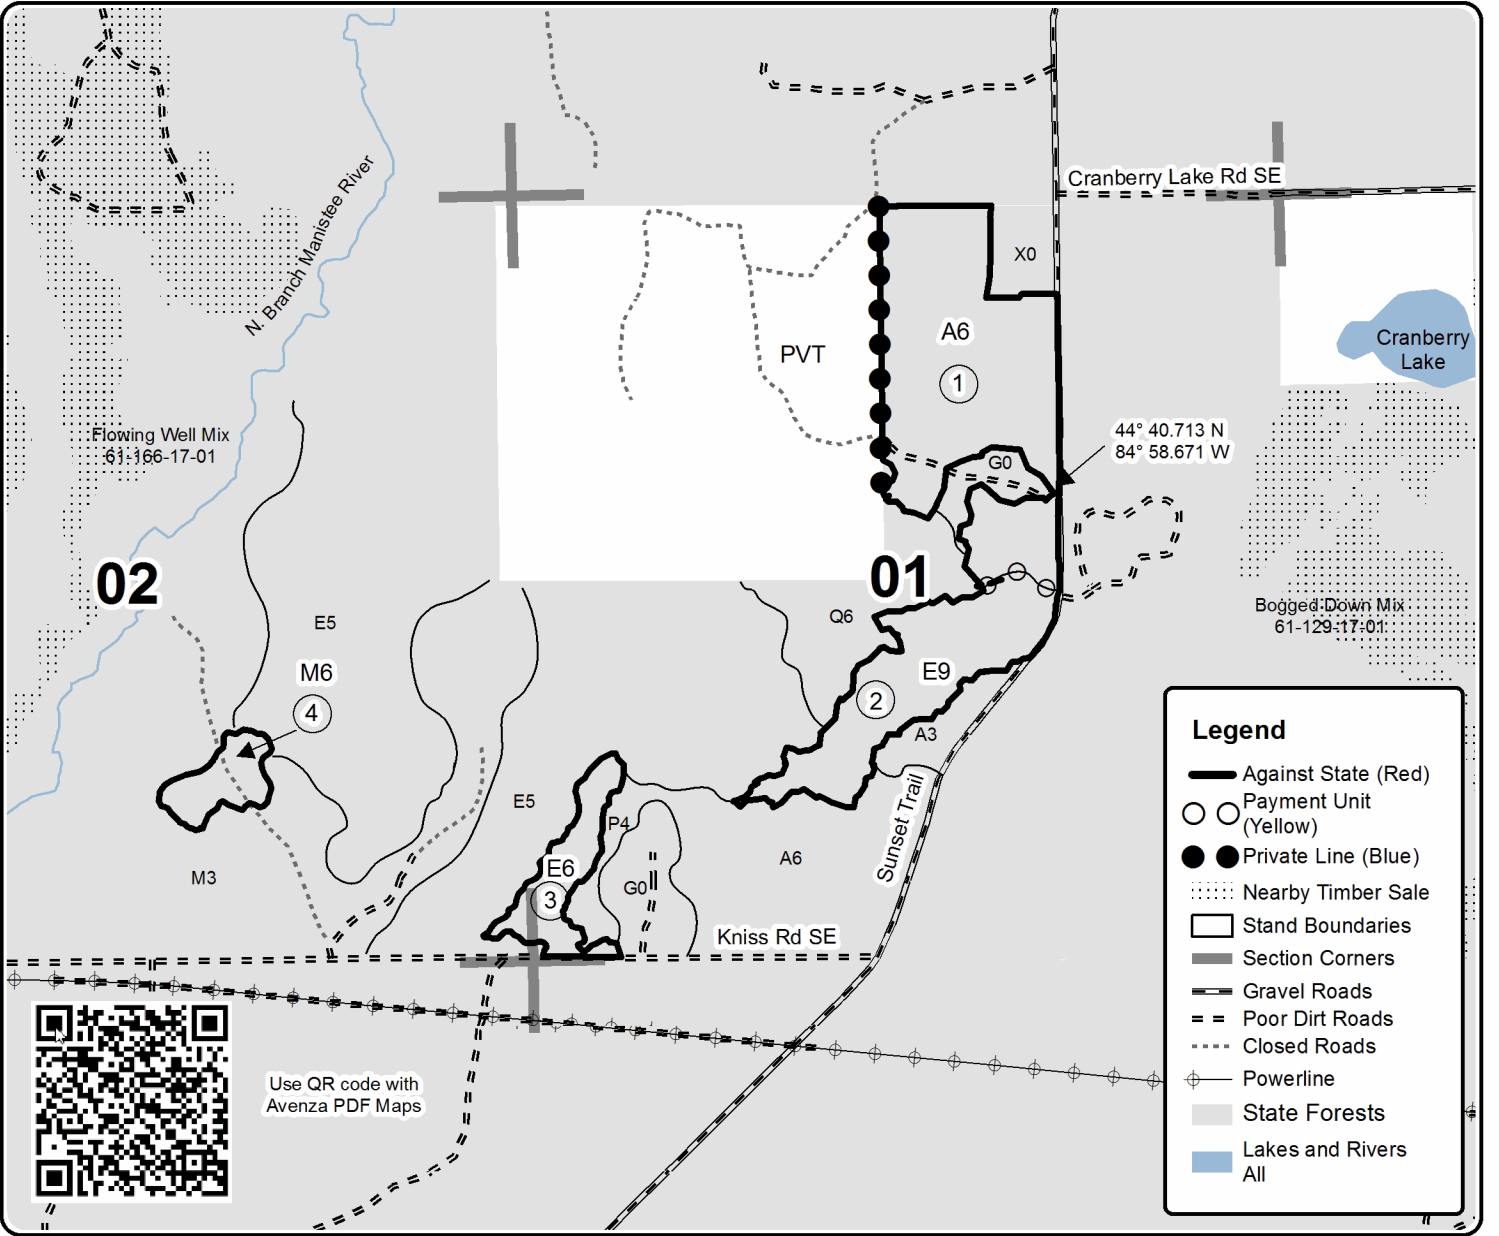 Cranberry Lake Rd SE
N. Branch Manistee River
X0
A6
1
PVT
Cranberry
Lake
44° 40.713 N
84° 58.671 W
G0
Flowing Well Mix
61-166-17-01
02
01
E5
Q6
Bogged Down Mix
61-129-17-01
M6
4
E9
2
A3
Sunset Trail
E5
P4
A6
E6
3
G0
M3
Kniss Rd SE
Use QR code with
Avenza PDF Maps
Legend
Against State (Red)
Payment Unit
(Yellow)
Private Line (Blue)
Nearby Timber Sale
Stand Boundaries
Section Corners
Gravel Roads
Poor Dirt Roads
Closed Roads
Powerline
State Forests
Lakes and Rivers
All